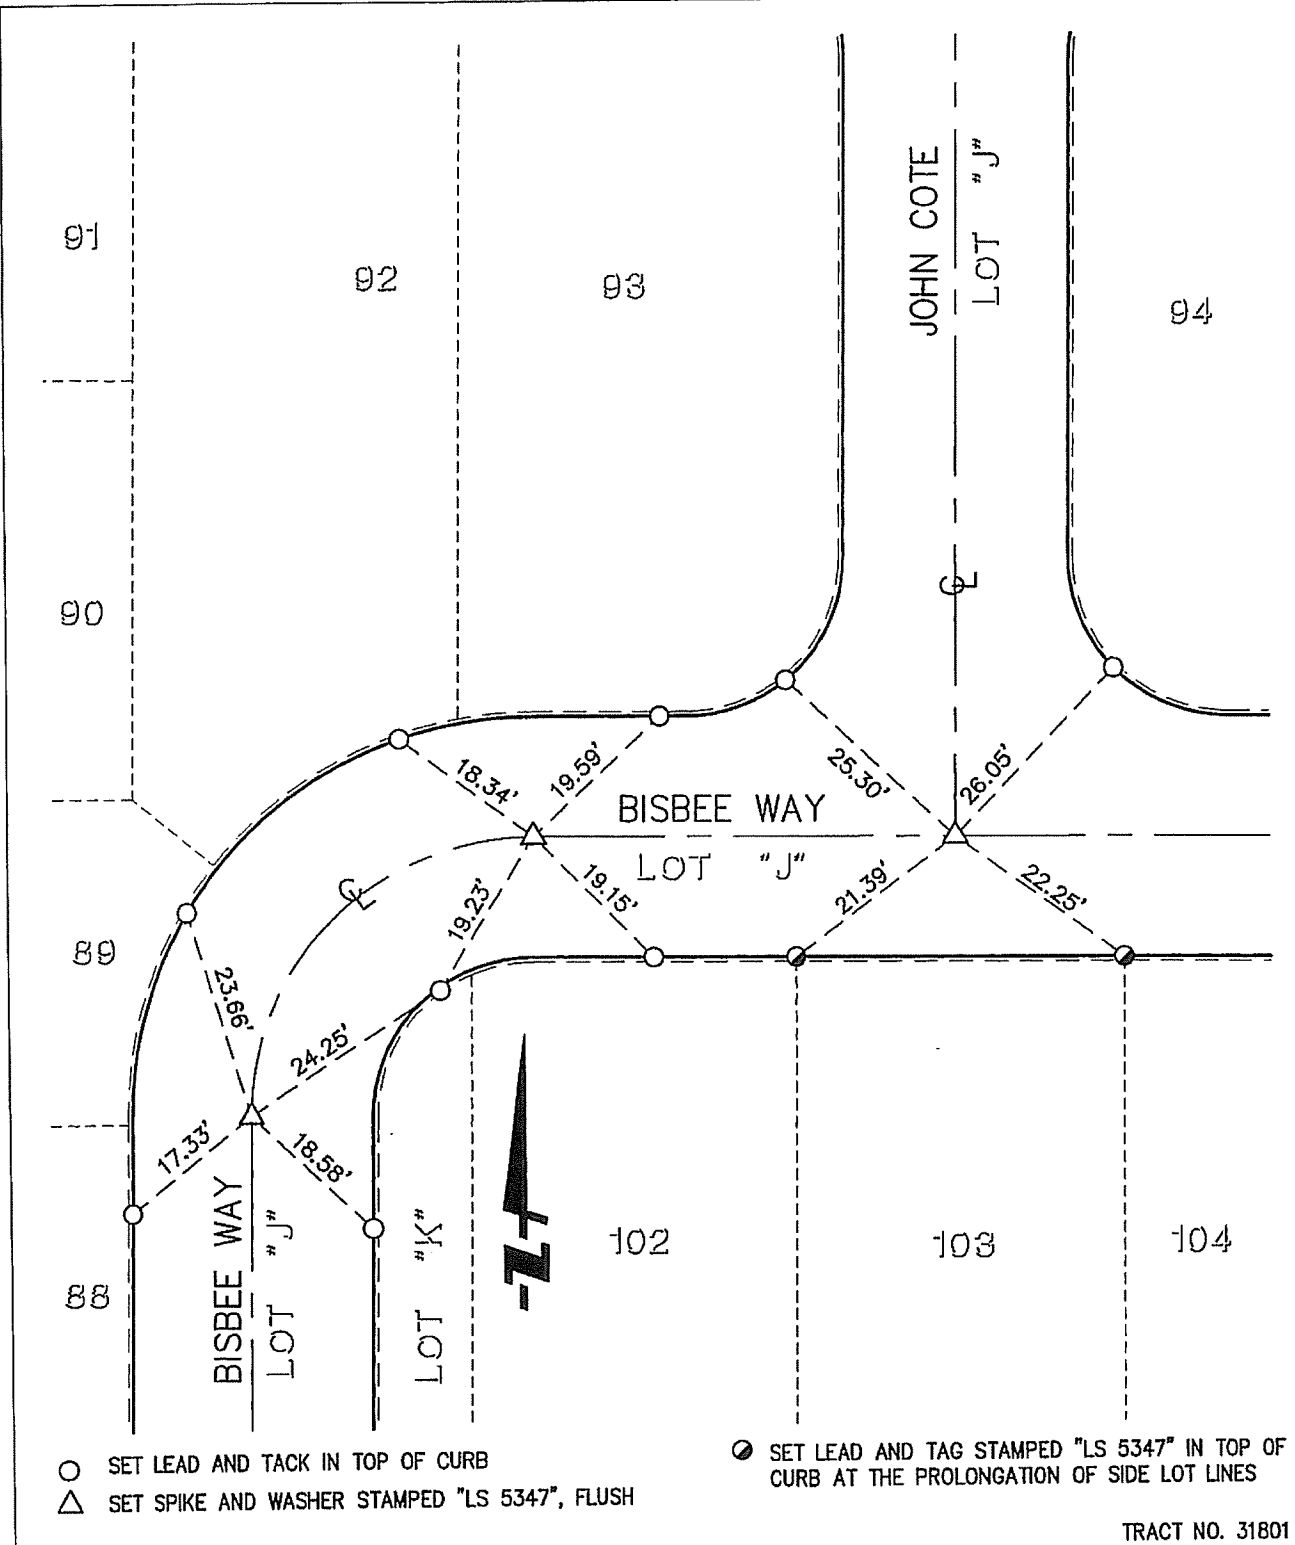 91
92
93
94
JOHN COTE
LOT "J"
90
℄
18.34'
19.59'
25.30'
26.05'
BISBEE WAY
LOT "J"
19.23'
19.15'
21.39'
22.25'
℄
89
23.66'
24.25'
17.33'
18.58'
88
BISBEE WAY
LOT "J"
LOT "K"
N
102
103
104
SET LEAD AND TACK IN TOP OF CURB
SET SPIKE AND WASHER STAMPED "LS 5347", FLUSH
SET LEAD AND TAG STAMPED "LS 5347" IN TOP OF
CURB AT THE PROLONGATION OF SIDE LOT LINES
TRACT NO. 31801